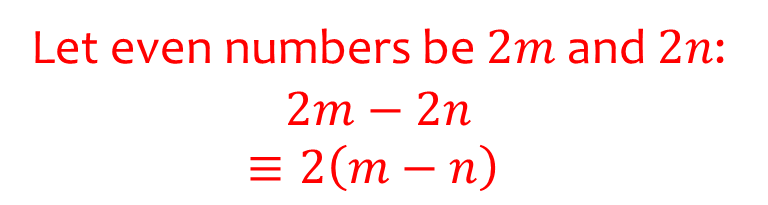 Let even numbers be 2𝑚 and 2𝑛:
2𝑚 − 2𝑛
≡ 2(𝑚 − 𝑛)